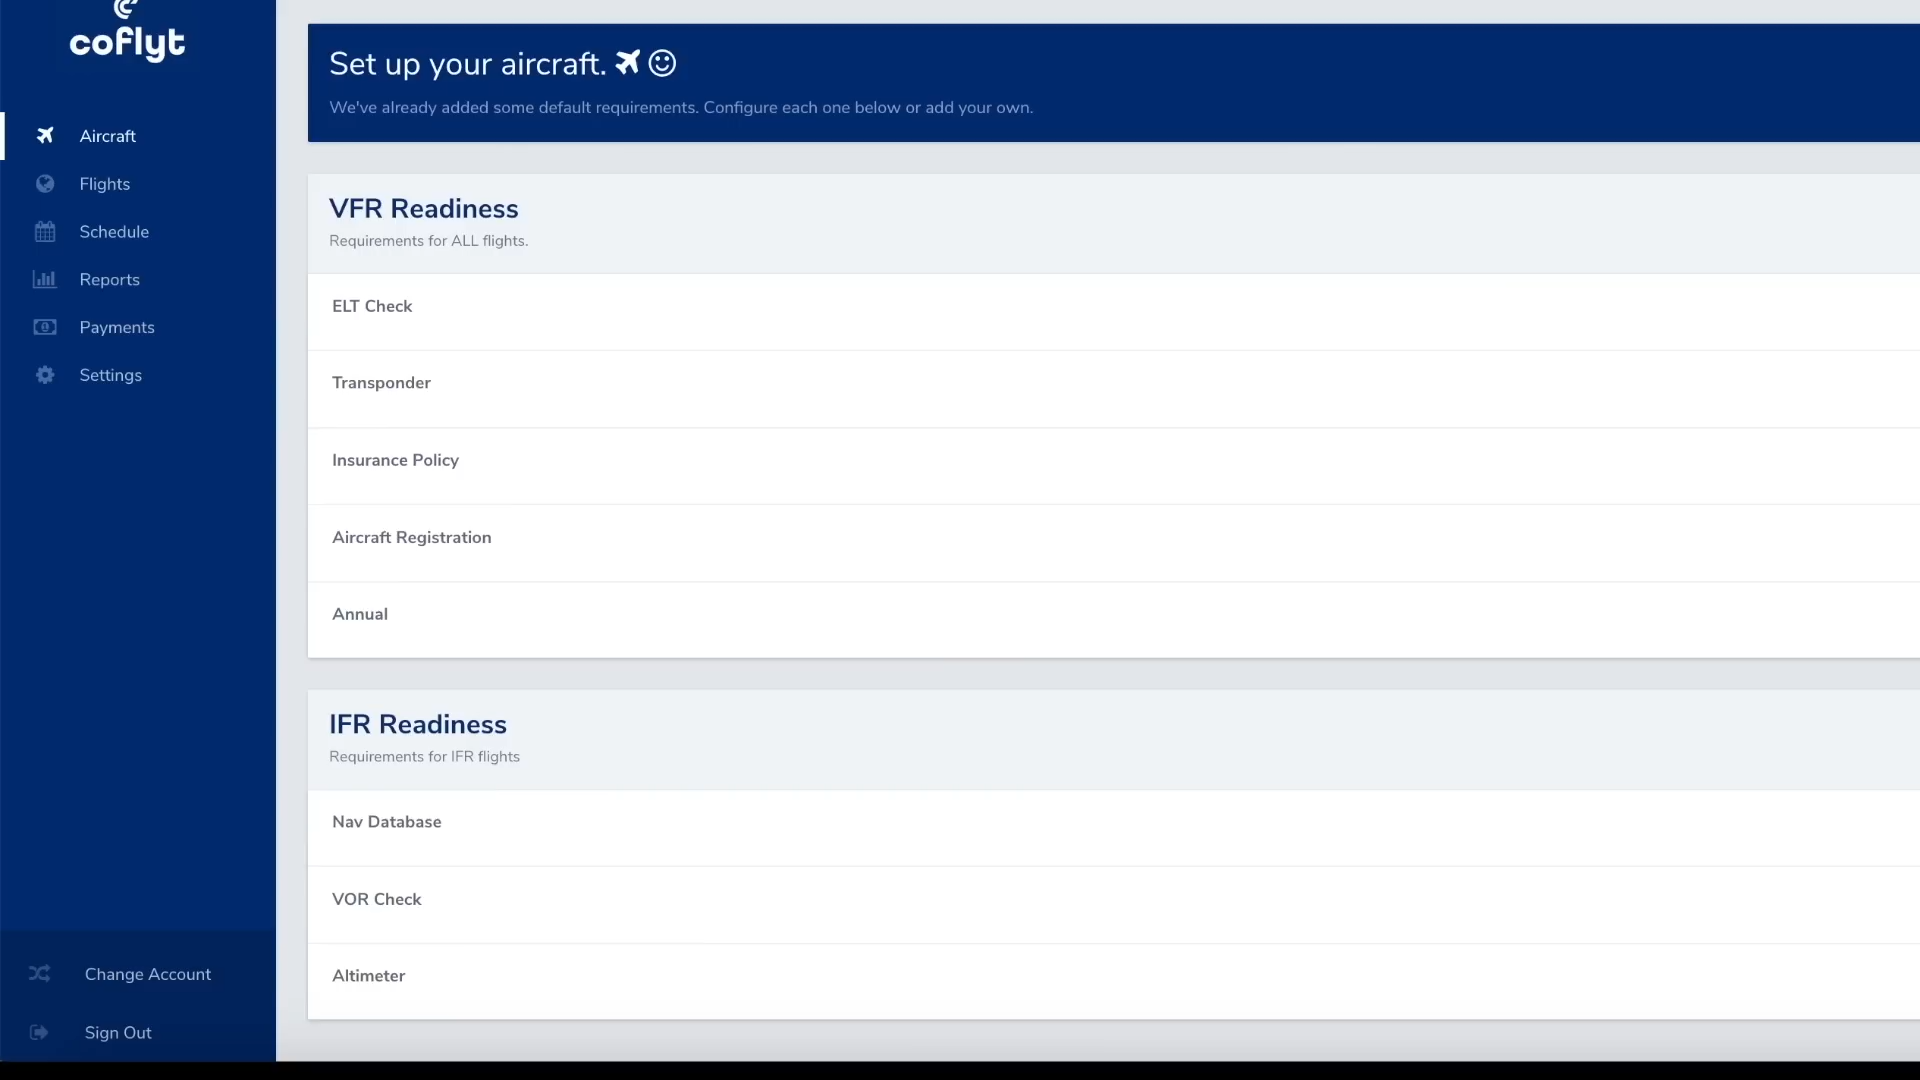 coflyt
Aircraft
Flights
Schedule
Reports
Payments
Settings
Change Account
Sign Out
Set up your aircraft.
We've already added some default requirements. Configure each one below or add your own.
VFR Readiness
Requirements for ALL flights.
ELT Check
Transponder
Insurance Policy
Aircraft Registration
Annual
IFR Readiness
Requirements for IFR flights
Nav Database
VOR Check
Altimeter